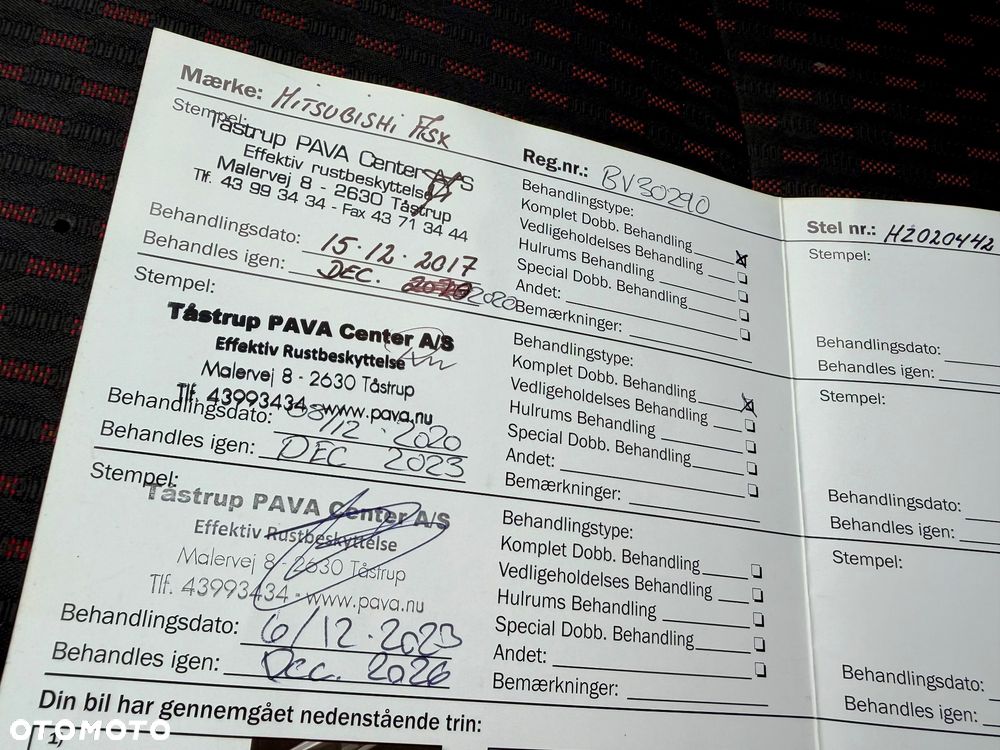 Mærke: MITSUBISHI ASX
Reg.nr.: BV30290
Stel nr.: HZ020442
Stempel:
Tåstrup PAVA Center A/S
Effektiv rustbeskyttelse
Malervej 8 - 2630 Tåstrup
Tlf. 43 99 34 34 - Fax 43 71 34 44
Behandlingsdato: 15.12.2017
Behandles igen: DEC. 2020
Behandlingstype:
Komplet Dobb. Behandling
Vedligeholdelses Behandling
Hulrums Behandling
Special Dobb. Behandling
Andet:
Bemærkninger:
Stempel:
Behandlingsdato:
Behandles igen:
Stempel:
Tåstrup PAVA Center A/S
Effektiv Rustbeskyttelse
Malervej 8 - 2630 Tåstrup
Tlf. 43993434 - www.pava.nu
Behandlingsdato: 08/12.2020
Behandles igen: DEC 2023
Behandlingstype:
Komplet Dobb. Behandling
Vedligeholdelses Behandling
Hulrums Behandling
Special Dobb. Behandling
Andet:
Bemærkninger:
Stempel:
Behandlingsdato:
Behandles igen:
Stempel:
Tåstrup PAVA Center A/S
Effektiv Rustbeskyttelse
Malervej 8 - 2630 Tåstrup
Tlf. 43993434 - www.pava.nu
Behandlingsdato: 6/12.2023
Behandles igen: Dec. 2026
Behandlingstype:
Komplet Dobb. Behandling
Vedligeholdelses Behandling
Hulrums Behandling
Special Dobb. Behandling
Andet:
Bemærkninger:
Stempel:
Behandlingsdato:
Behandles igen:
Din bil har gennemgået nedenstående trin:
1)
OTOMOTO